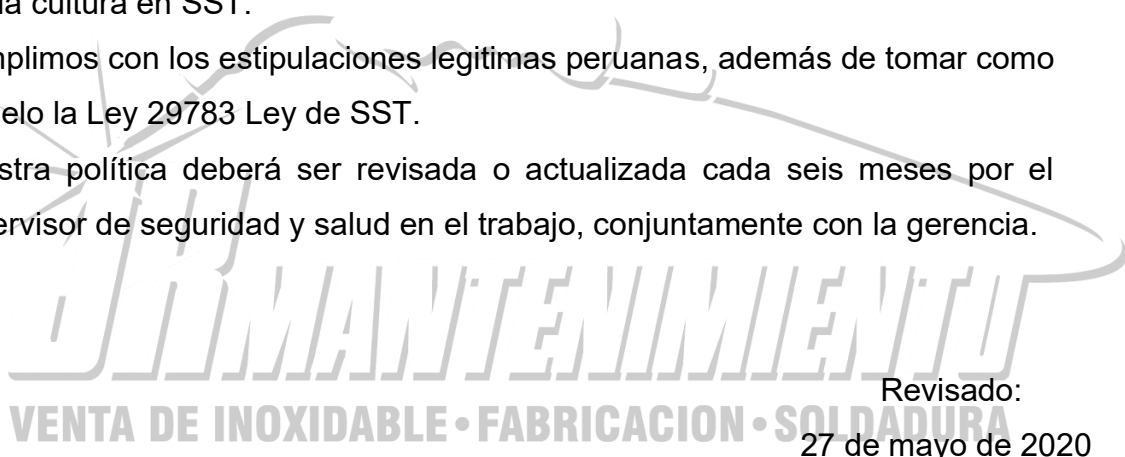 la cultura en SST.
mplimos con los estipulaciones legitimas peruanas, además de tomar como
elo la Ley 29783 Ley de SST.
stra política deberá ser revisada o actualizada cada seis meses por el
ervisor de seguridad y salud en el trabajo, conjuntamente con la gerencia.
MANTENIMIENTO
Revisado:
VENTA DE INOXIDABLE • FABRICACION • SOLDADURA
27 de mayo de 2020